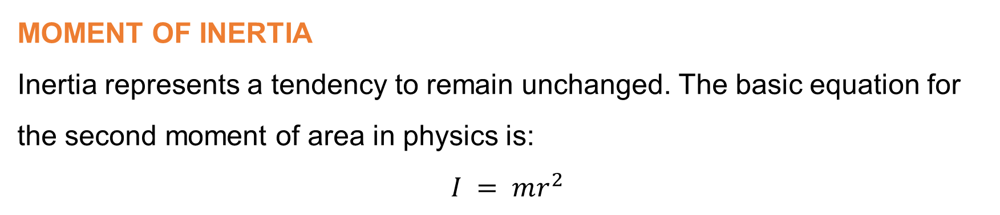 MOMENT OF INERTIA
Inertia represents a tendency to remain unchanged. The basic equation for
the second moment of area in physics is:
I = mr²